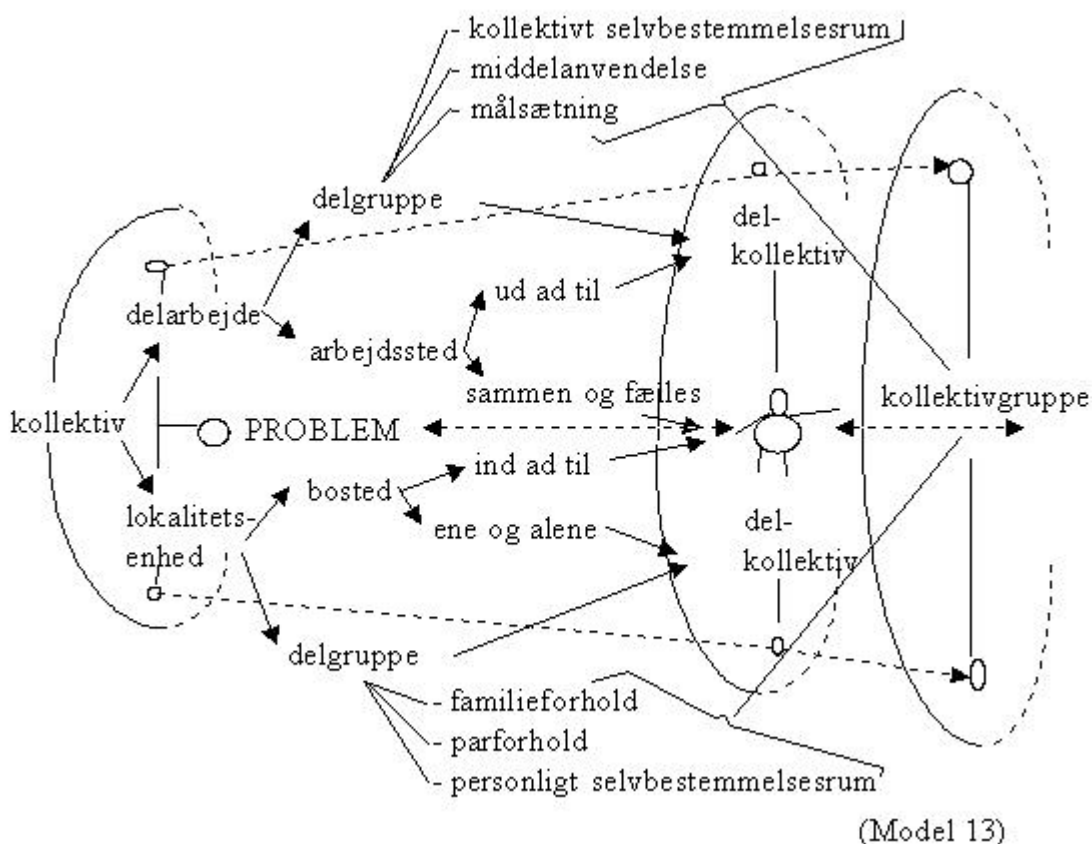 - kollektivt selvbestemmelsesrum
- middelanvendelse
- målsætning
delgruppe
del-
kollektiv
ud ad til
delarbejde
arbejdssted
sammen og fælles
kollektivgruppe
kollektiv
PROBLEM
ind ad til
bosted
lokalitets-
enhed
ene og alene
del-
kollektiv
delgruppe
- familieforhold
- parforhold
- personligt selvbestemmelsesrum
(Model 13)